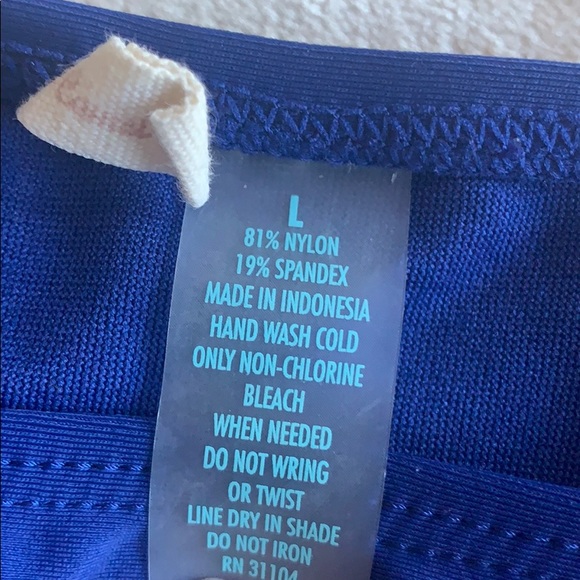 L
81% NYLON
19% SPANDEX
MADE IN INDONESIA
HAND WASH COLD
ONLY NON-CHLORINE
BLEACH
WHEN NEEDED
DO NOT WRING
OR TWIST
LINE DRY IN SHADE
DO NOT IRON
RN 31104